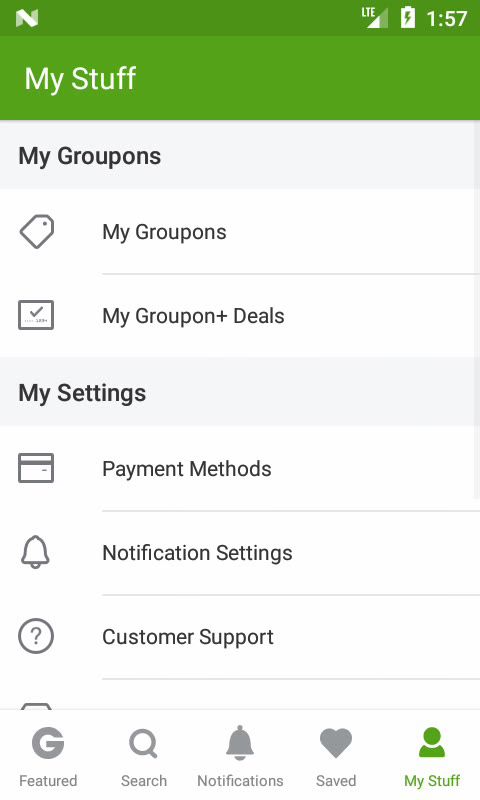 LTE 1:57
My Stuff
My Groupons
My Groupons
My Groupon+ Deals
My Settings
Payment Methods
Notification Settings
? Customer Support
Featured Search Notifications Saved My Stuff